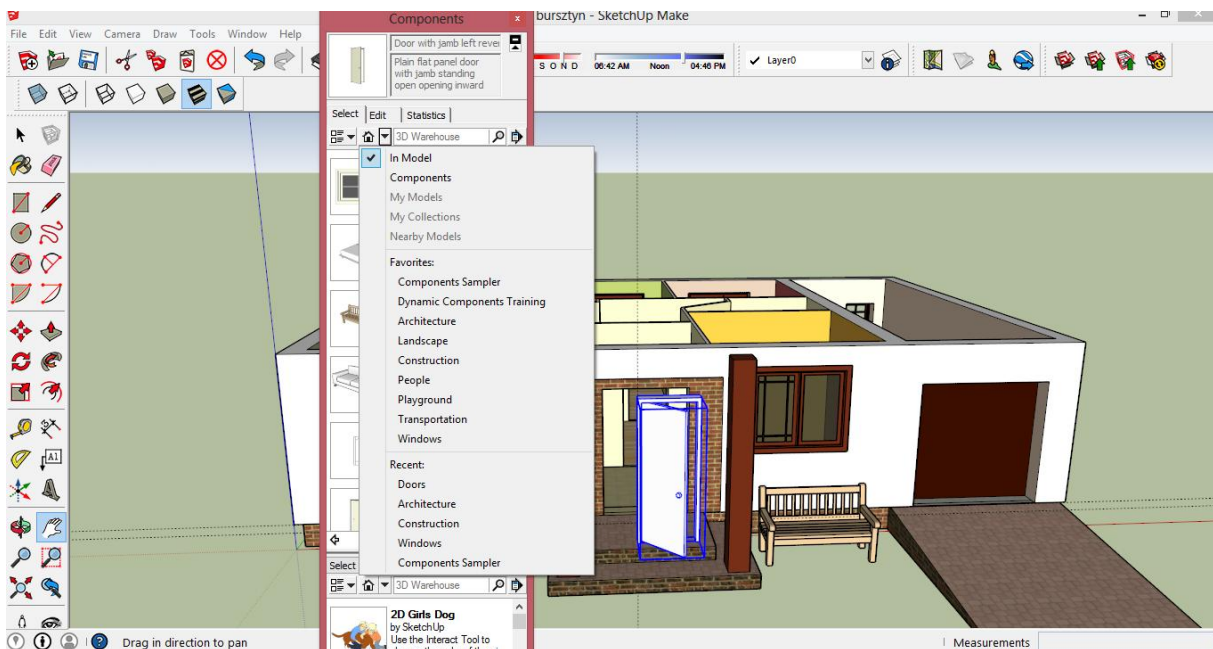 Components x
bursztyn - SketchUp Make
File Edit View Camera Draw Tools Window Help
Door with jamb left rever
Plain flat panel door
with jamb standing
open opening inward
S O N D 06:42 AM Noon 04:46 PM
Layer0
Select Edit Statistics
3D Warehouse
In Model
Components
My Models
My Collections
Nearby Models
Favorites:
Components Sampler
Dynamic Components Training
Architecture
Landscape
Construction
People
Playground
Transportation
Windows
Recent:
Doors
Architecture
Construction
Windows
Components Sampler
A1
Select
3D Warehouse
2D Girls Dog
by SketchUp
Use the Interact Tool to
Drag in direction to pan
Measurements